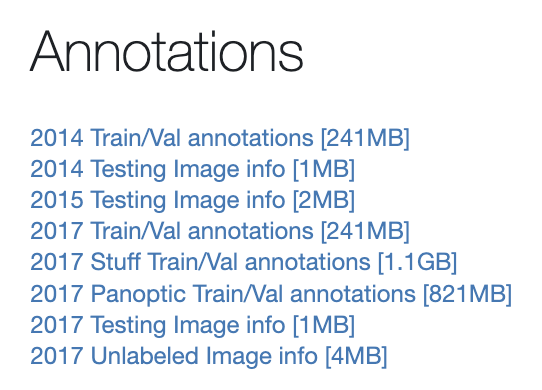 Annotations
2014 Train/Val annotations [241MB]
2014 Testing Image info [1MB]
2015 Testing Image info [2MB]
2017 Train/Val annotations [241MB]
2017 Stuff Train/Val annotations [1.1GB]
2017 Panoptic Train/Val annotations [821MB]
2017 Testing Image info [1MB]
2017 Unlabeled Image info [4MB]